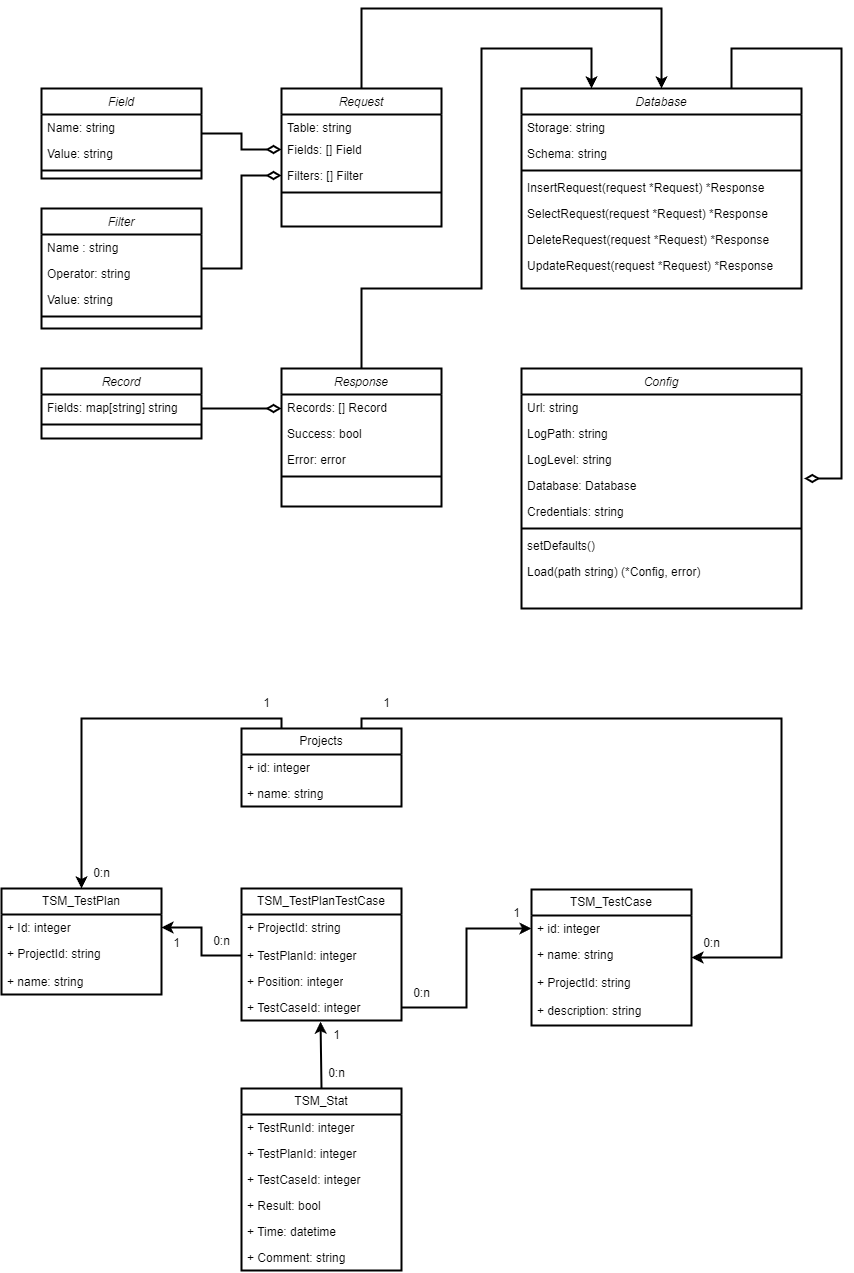 Field
Name: string
Value: string
Request
Table: string
Fields: [] Field
Filters: [] Filter
Database
Storage: string
Schema: string
InsertRequest(request *Request) *Response
SelectRequest(request *Request) *Response
DeleteRequest(request *Request) *Response
UpdateRequest(request *Request) *Response
Filter
Name : string
Operator: string
Value: string
Record
Fields: map[string] string
Response
Records: [] Record
Success: bool
Error: error
Config
Url: string
LogPath: string
LogLevel: string
Database: Database
Credentials: string
setDefaults()
Load(path string) (*Config, error)
1
1
Projects
+ id: integer
+ name: string
0:n
TSM_TestPlan
+ Id: integer
+ ProjectId: string
+ name: string
1
0:n
TSM_TestPlanTestCase
+ ProjectId: string
+ TestPlanId: integer
+ Position: integer
+ TestCaseId: integer
0:n
1
TSM_TestCase
+ id: integer
+ name: string
+ ProjectId: string
+ description: string
0:n
1
0:n
TSM_Stat
+ TestRunId: integer
+ TestPlanId: integer
+ TestCaseId: integer
+ Result: bool
+ Time: datetime
+ Comment: string